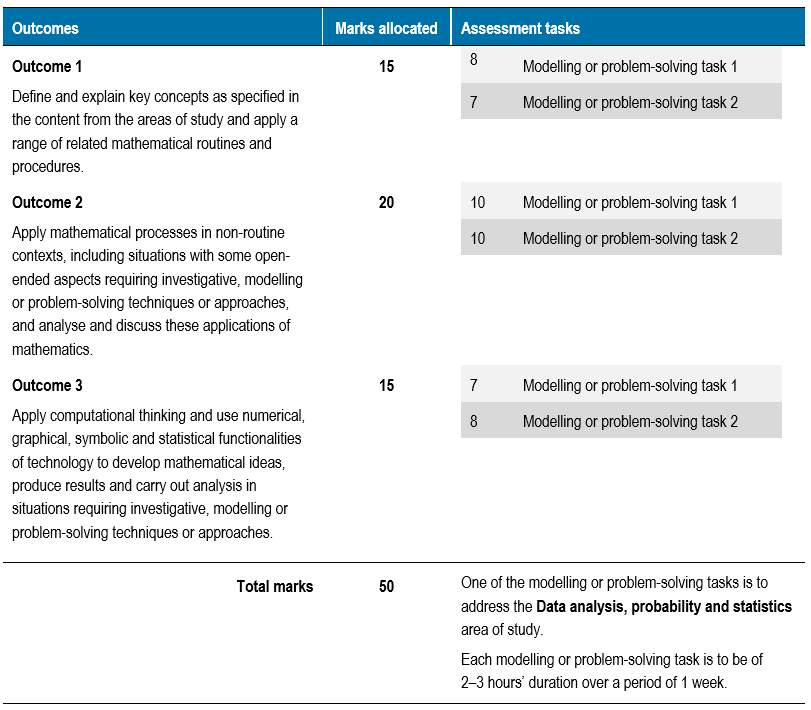 Outcomes Marks allocated Assessment tasks
Outcome 1 15 8 Modelling or problem-solving task 1
Define and explain key concepts as specified in
the content from the areas of study and apply a
range of related mathematical routines and
procedures.
7 Modelling or problem-solving task 2
Outcome 2 20 10 Modelling or problem-solving task 1
Apply mathematical processes in non-routine
contexts, including situations with some open-
ended aspects requiring investigative, modelling
or problem-solving techniques or approaches,
and analyse and discuss these applications of
mathematics.
10 Modelling or problem-solving task 2
Outcome 3 15 7 Modelling or problem-solving task 1
Apply computational thinking and use numerical,
graphical, symbolic and statistical functionalities
of technology to develop mathematical ideas,
produce results and carry out analysis in
situations requiring investigative, modelling or
problem-solving techniques or approaches.
8 Modelling or problem-solving task 2
Total marks 50 One of the modelling or problem-solving tasks is to
address the Data analysis, probability and statistics
area of study.
Each modelling or problem-solving task is to be of
2–3 hours’ duration over a period of 1 week.